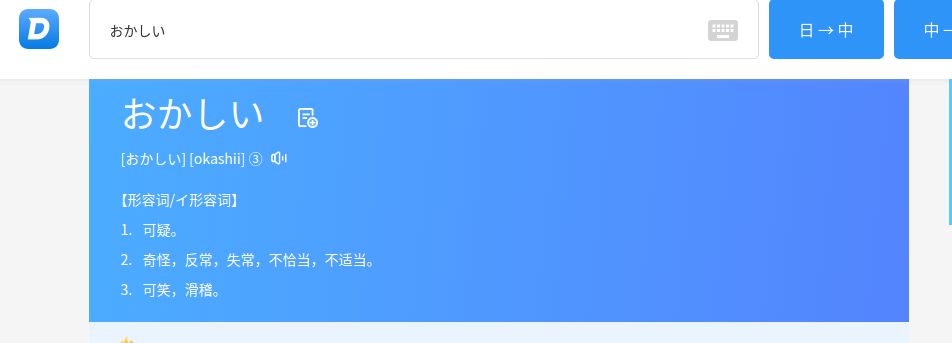 D
おかしい
日 → 中
中
おかしい
[おかしい] [okashii] ③
【形容词/イ形容词】
1. 可疑。
2. 奇怪，反常，失常，不恰当，不适当。
3. 可笑，滑稽。